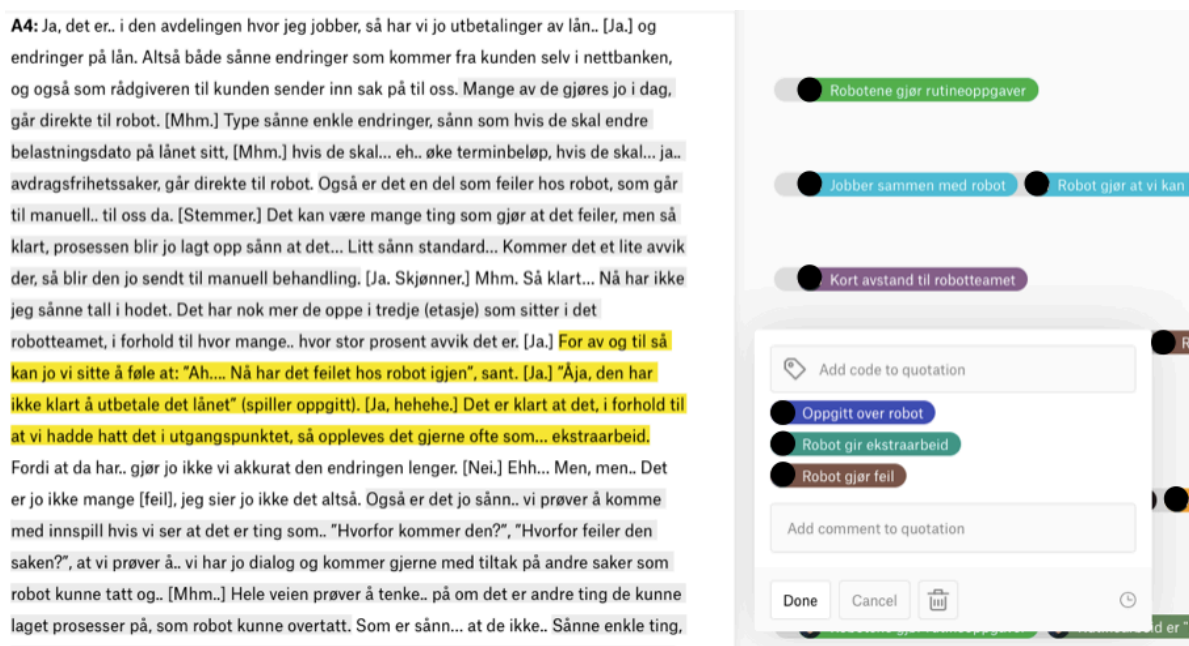 A4: Ja, det er.. i den avdelingen hvor jeg jobber, så har vi jo utbetalinger av lån.. [Ja.] og
endringer på lån. Altså både sånne endringer som kommer fra kunden selv i nettbanken,
og også som rådgiveren til kunden sender inn sak på til oss. Mange av de gjøres jo i dag,
går direkte til robot. [Mhm.] Type sånne enkle endringer, sånn som hvis de skal endre
belastningsdato på lånet sitt, [Mhm.] hvis de skal... eh.. øke terminbeløp, hvis de skal... ja..
avdragsfrihetssaker, går direkte til robot. Også er det en del som feiler hos robot, som går
til manuell.. til oss da. [Stemmer.] Det kan være mange ting som gjør at det feiler, men så
klart, prosessen blir jo lagt opp sånn at det... Litt sånn standard... Kommer det et lite avvik
der, så blir den jo sendt til manuell behandling. [Ja. Skjønner.] Mhm. Så klart... Nå har ikke
jeg sånne tall i hodet. Det har nok mer de oppe i tredje (etasje) som sitter i det
robotteamet, i forhold til hvor mange.. hvor stor prosent avvik det er. [Ja.] For av og til så
kan jo vi sitte å føle at: "Ah.... Nå har det feilet hos robot igjen", sant. [Ja.] "Åja, den har
ikke klart å utbetale det lånet" (spiller oppgitt). [Ja, hehehe.] Det er klart at det, i forhold til
at vi hadde hatt det i utgangspunktet, så oppleves det gjerne ofte som... ekstraarbeid.
Fordi at da har.. gjør jo ikke vi akkurat den endringen lenger. [Nei.] Ehh... Men, men.. Det
er jo ikke mange [feil], jeg sier jo ikke det altså. Også er det jo sånn.. vi prøver å komme
med innspill hvis vi ser at det er ting som.. "Hvorfor kommer den?", "Hvorfor feiler den
saken?", at vi prøver å.. vi har jo dialog og kommer gjerne med tiltak på andre saker som
robot kunne tatt og.. [Mhm..] Hele veien prøver å tenke.. på om det er andre ting de kunne
laget prosesser på, som robot kunne overtatt. Som er sånn... at de ikke.. Sånne enkle ting,
Robotene gjør rutineoppgaver
Jobber sammen med robot
Robot gjør at vi kan
Kort avstand til robotteamet
R
Add code to quotation
Oppgitt over robot
Robot gir ekstraarbeid
Robot gjør feil
Add comment to quotation
Done
Cancel
d er "